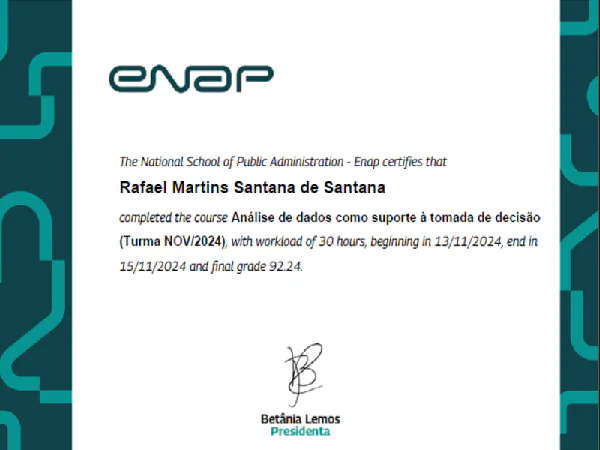 enap
The National School of Public Administration - Enap certifies that
Rafael Martins Santana de Santana
completed the course Análise de dados como suporte à tomada de decisão
(Turma NOV/2024), with workload of 30 hours, beginning in 13/11/2024, end in
15/11/2024 and final grade 92.24.
Betânia Lemos
Presidenta